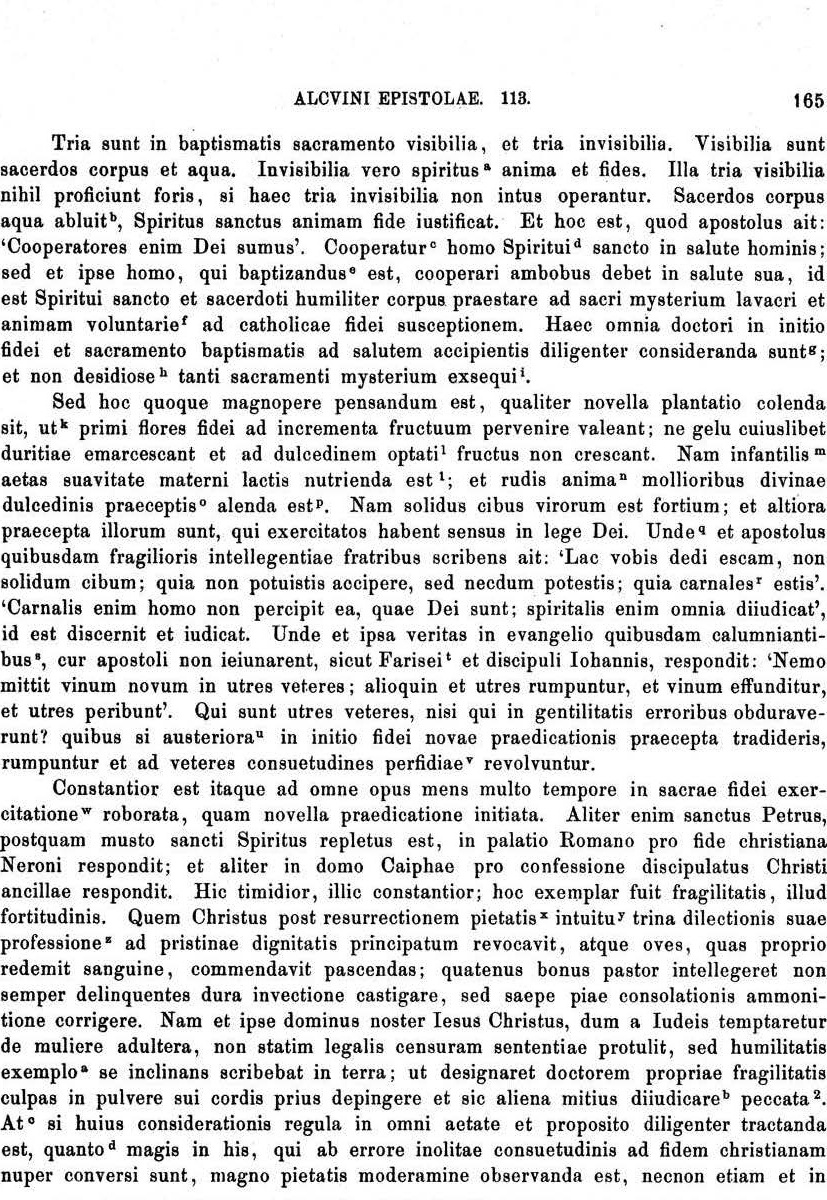 ALCVINI EPISTOLAE. 113. 165
Tria sunt in baptismatis sacramento visibilia, et tria invisibilia. Visibilia sunt
sacerdos corpus et aqua. Invisibilia vero spiritus ᵃ anima et fides. Illa tria visibilia
nihil proficiunt foris, si haec tria invisibilia non intus operantur. Sacerdos corpus
aqua abluit ᵇ, Spiritus sanctus animam fide iustificat. Et hoc est, quod apostolus ait:
‘Cooperatores enim Dei sumus’. Cooperatur ᶜ homo Spiritui ᵈ sancto in salute hominis;
sed et ipse homo, qui baptizandus ᵉ est, cooperari ambobus debet in salute sua, id
est Spiritui sancto et sacerdoti humiliter corpus praestare ad sacri mysterium lavacri et
animam voluntarie ᶠ ad catholicae fidei susceptionem. Haec omnia doctori in initio
fidei et sacramento baptismatis ad salutem accipientis diligenter consideranda sunt ᵍ;
et non desidiose ʰ tanti sacramenti mysterium exsequi ⁱ.
Sed hoc quoque magnopere pensandum est, qualiter novella plantatio colenda
sit, ut ᵏ primi flores fidei ad incrementa fructuum pervenire valeant; ne gelu cuiuslibet
duritiae emarcescant et ad dulcedinem optati ˡ fructus non crescant. Nam infantilis ᵐ
aetas suavitate materni lactis nutrienda est ¹; et rudis anima ⁿ mollioribus divinae
dulcedinis praeceptis ᵒ alenda est ᵖ. Nam solidus cibus virorum est fortium; et altiora
praecepta illorum sunt, qui exercitatos habent sensus in lege Dei. Unde q et apostolus
quibusdam fragilioris intellegentiae fratribus scribens ait: ‘Lac vobis dedi escam, non
solidum cibum; quia non potuistis accipere, sed necdum potestis; quia carnales ʳ estis’.
‘Carnalis enim homo non percipit ea, quae Dei sunt; spiritalis enim omnia diiudicat’,
id est discernit et iudicat. Unde et ipsa veritas in evangelio quibusdam calumnianti-
bus ˢ, cur apostoli non ieiunarent, sicut Farisei ᵗ et discipuli Iohannis, respondit: ‘Nemo
mittit vinum novum in utres veteres; alioquin et utres rumpuntur, et vinum effunditur,
et utres peribunt’. Qui sunt utres veteres, nisi qui in gentilitatis erroribus obdurave-
runt? quibus si austeriora ᵘ in initio fidei novae praedicationis praecepta tradideris,
rumpuntur et ad veteres consuetudines perfidiae ᵛ revolvuntur.
Constantior est itaque ad omne opus mens multo tempore in sacrae fidei exer-
citatione ʷ roborata, quam novella praedicatione initiata. Aliter enim sanctus Petrus,
postquam musto sancti Spiritus repletus est, in palatio Romano pro fide christiana
Neroni respondit; et aliter in domo Caiphae pro confessione discipulatus Christi
ancillae respondit. Hic timidior, illic constantior; hoc exemplar fuit fragilitatis, illud
fortitudinis. Quem Christus post resurrectionem pietatis ˣ intuitu ʸ trina dilectionis suae
professione ᶻ ad pristinae dignitatis principatum revocavit, atque oves, quas proprio
redemit sanguine, commendavit pascendas; quatenus bonus pastor intellegeret non
semper delinquentes dura invectione castigare, sed saepe piae consolationis ammoni-
tione corrigere. Nam et ipse dominus noster Iesus Christus, dum a Iudeis temptaretur
de muliere adultera, non statim legalis censuram sententiae protulit, sed humilitatis
exemplo ᵃ se inclinans scribebat in terra; ut designaret doctorem propriae fragilitatis
culpas in pulvere sui cordis prius depingere et sic aliena mitius diiudicare ᵇ peccata ².
At ᶜ si huius considerationis regula in omni aetate et proposito diligenter tractanda
est, quanto ᵈ magis in his, qui ab errore inolitae consuetudinis ad fidem christianam
nuper conversi sunt, magno pietatis moderamine observanda est, necnon etiam et in